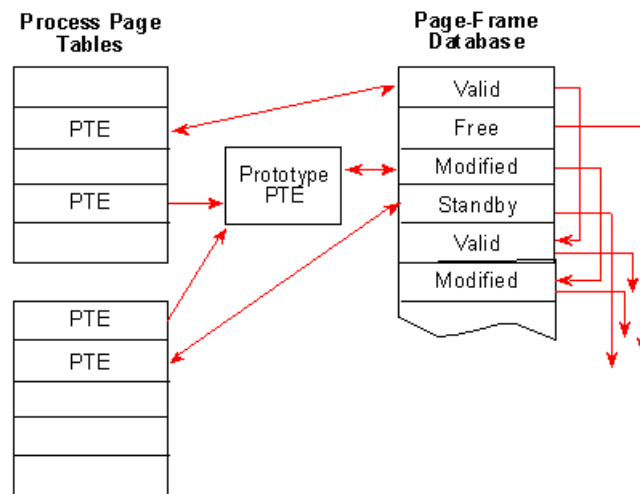 Process Page
Tables
PTE
PTE
PTE
PTE
Prototype
PTE
Page-Frame
Database
Valid
Free
Modified
Standby
Valid
Modified